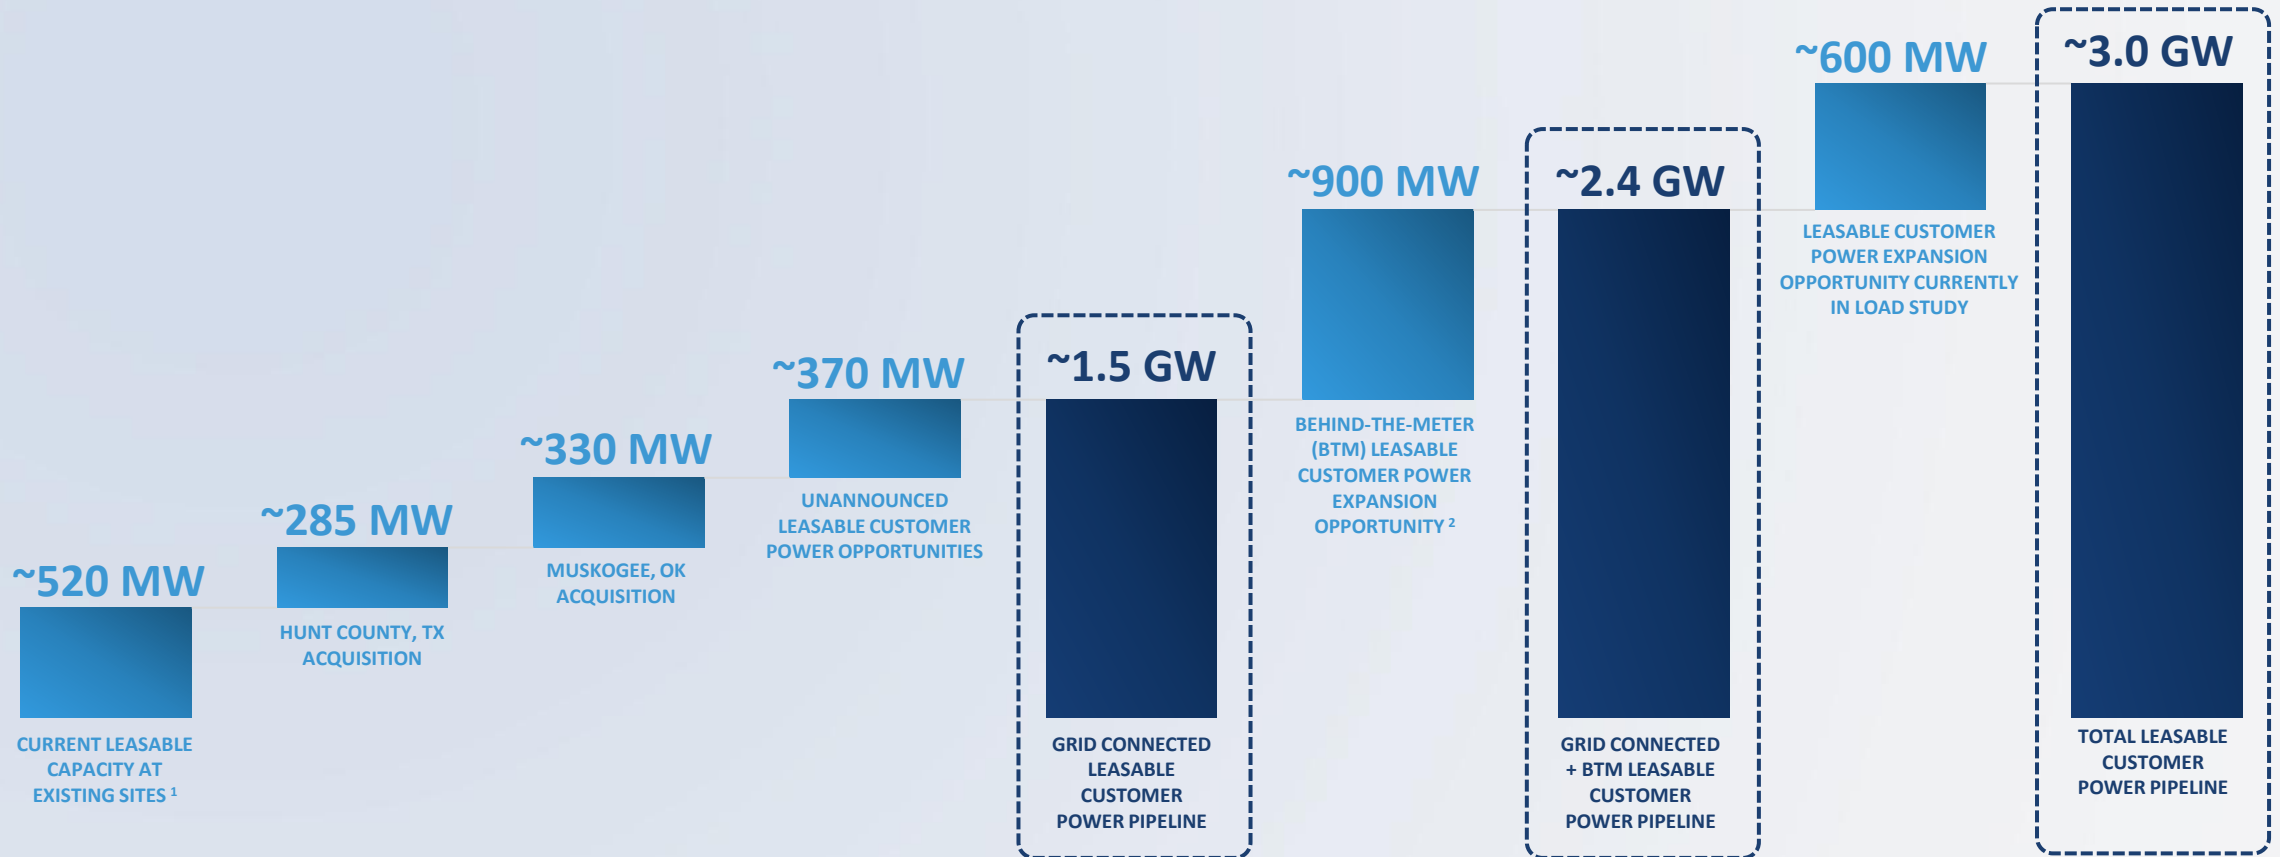 ~520 MW
CURRENT LEASABLE
CAPACITY AT
EXISTING SITES 1
~285 MW
HUNT COUNTY, TX
ACQUISITION
~330 MW
MUSKOGEE, OK
ACQUISITION
~370 MW
UNANNOUNCED
LEASABLE CUSTOMER
POWER OPPORTUNITIES
~1.5 GW
GRID CONNECTED
LEASABLE
CUSTOMER
POWER PIPELINE
~900 MW
BEHIND-THE-METER
(BTM) LEASABLE
CUSTOMER POWER
EXPANSION
OPPORTUNITY 2
~2.4 GW
GRID CONNECTED
+ BTM LEASABLE
CUSTOMER
POWER PIPELINE
~600 MW
LEASABLE CUSTOMER
POWER EXPANSION
OPPORTUNITY CURRENTLY
IN LOAD STUDY
~3.0 GW
TOTAL LEASABLE
CUSTOMER
POWER PIPELINE